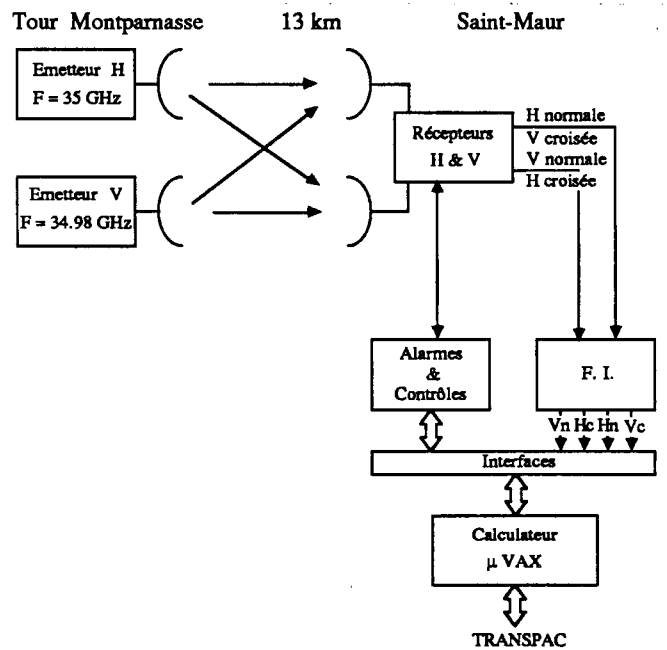 Tour Montparnasse 13 km Saint-Maur
Emetteur H
F = 35 GHz
Récepteurs
H & V
H normale
V croisée
V normale
H croisée
Emetteur V
F = 34.98 GHz
Alarmes
&
Contrôles
F. I.
Vn Hc Hn Vc
Interfaces
Calculateur
μ VAX
TRANSPAC